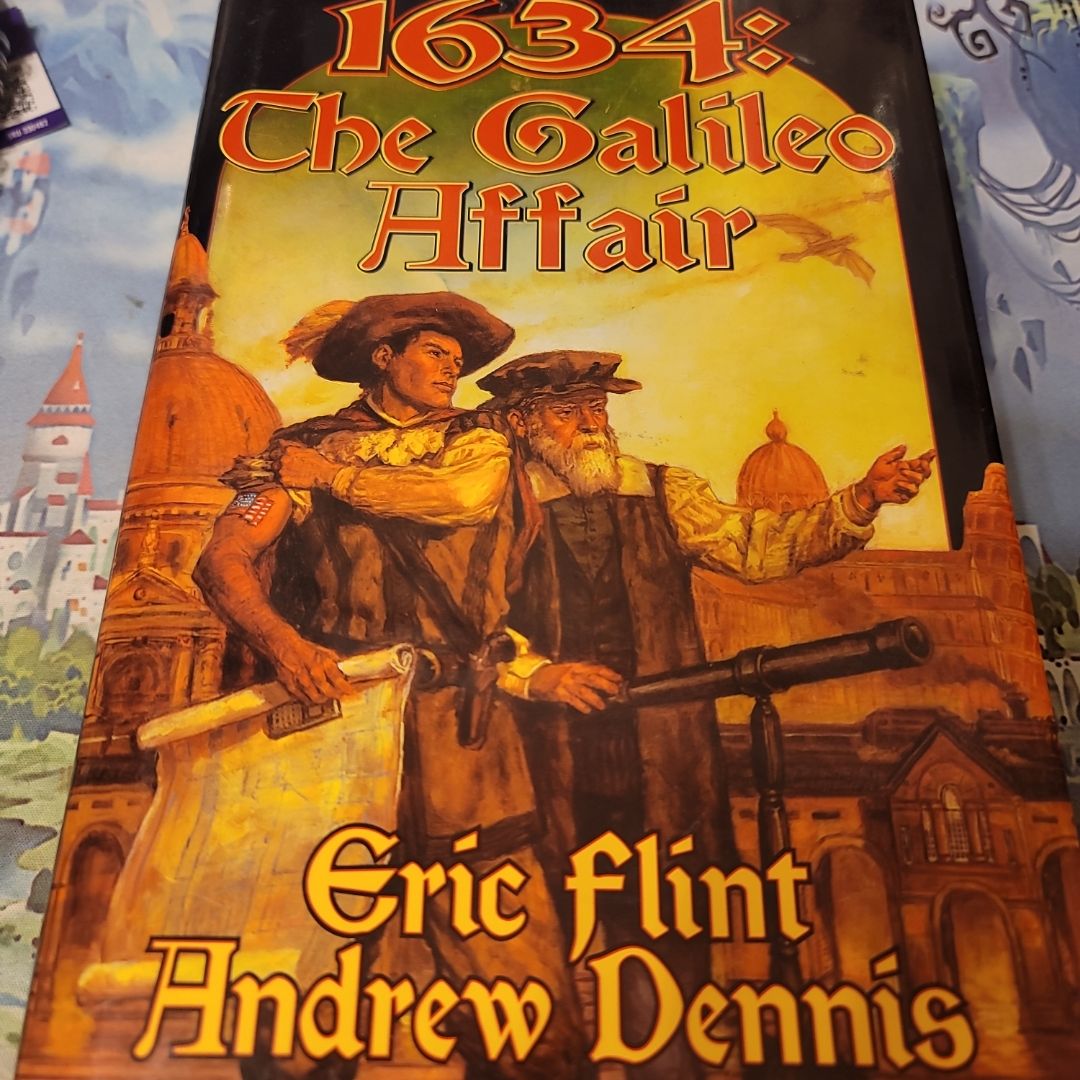 1634:
The Galileo
Affair
Eric Flint
Andrew Dennis